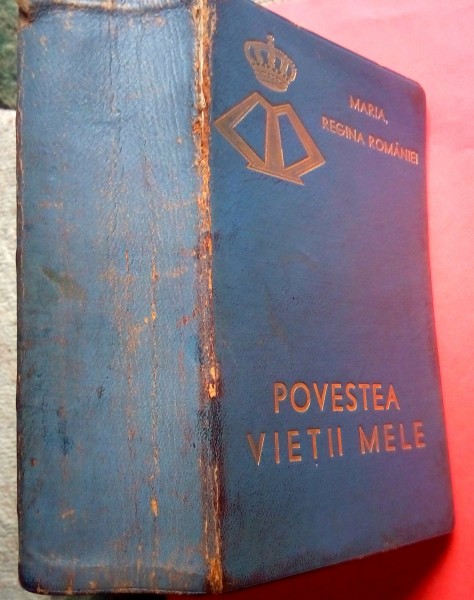 MARIA,
REGINA ROMÂNIEI
POVESTEA
VIEȚII MELE